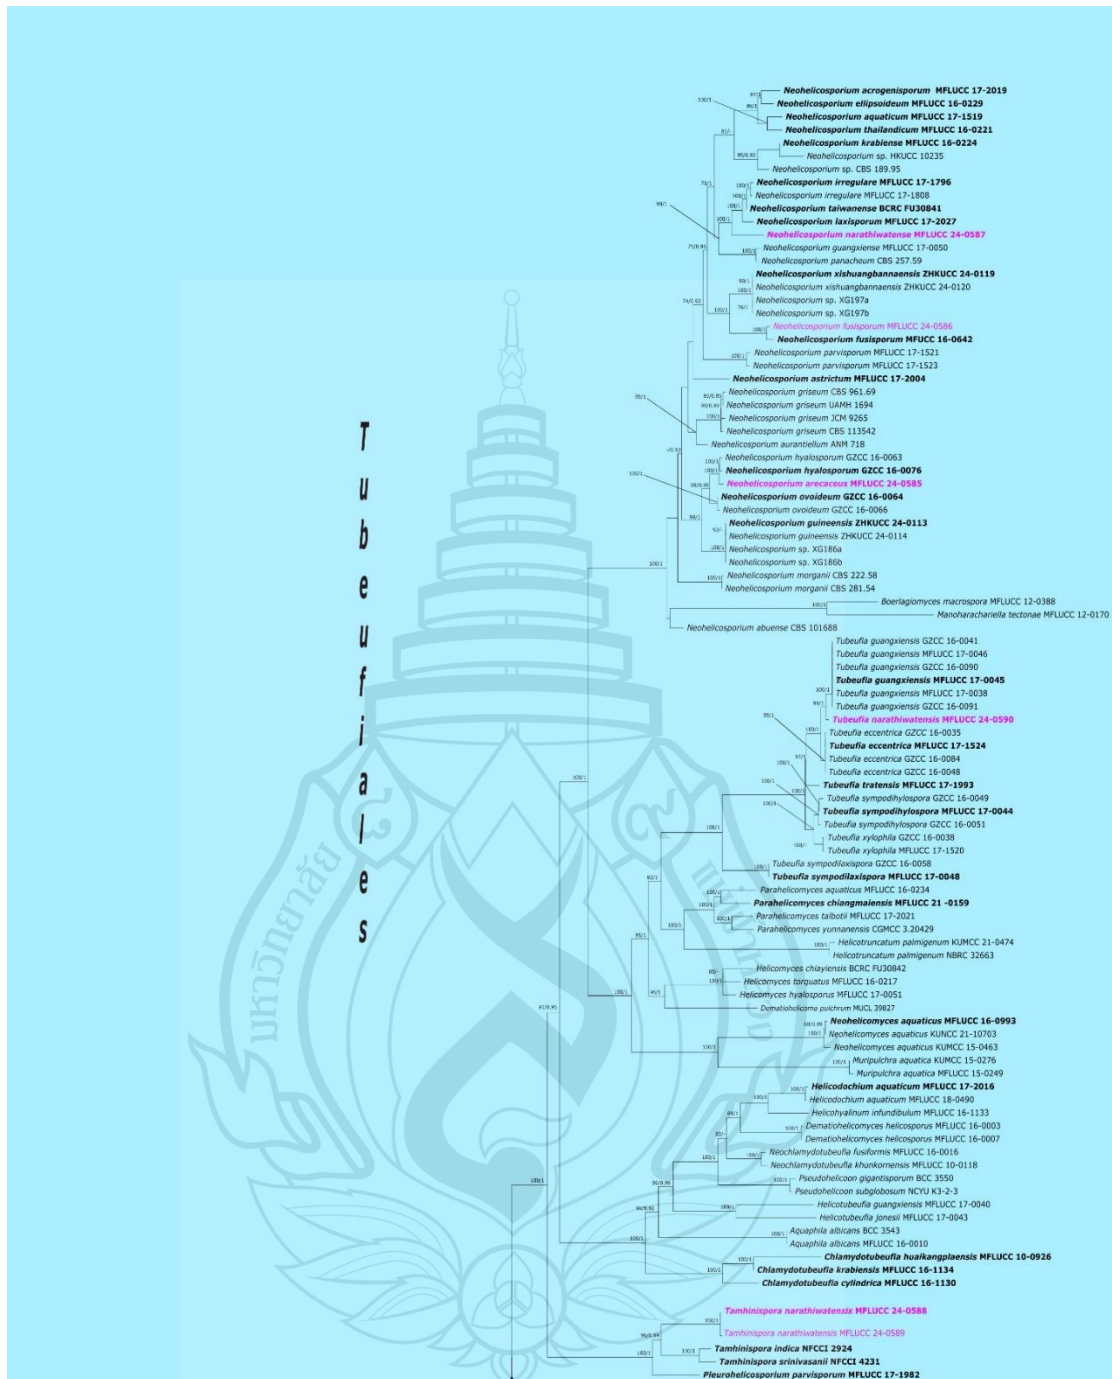 Neohelicosporium acrogenisporum MFLUCC 17-2019
Neohelicosporium ellipsoideum MFLUCC 16-0229
Neohelicosporium aquaticum MFLUCC 17-1519
Neohelicosporium thailandicum MFLUCC 16-0221
Neohelicosporium krabiense MFLUCC 16-0224
Neohelicosporium sp. HKUCC 10235
Neohelicosporium sp. CBS 189.95
Neohelicosporium irregulare MFLUCC 17-1796
Neohelicosporium irregulare MFLUCC 17-1808
Neohelicosporium taiwanense BCRC FU30841
Neohelicosporium laxisporum MFLUCC 17-2027
Neohelicosporium narathiwatense MFLUCC 24-0587
Neohelicosporium guangxiense MFLUCC 17-0050
Neohelicosporium panacheum CBS 257.59
Neohelicosporium xishuangbannaensis ZHKUCC 24-0119
Neohelicosporium xishuangbannaensis ZHKUCC 24-0120
Neohelicosporium sp. XG197a
Neohelicosporium sp. XG197b
Neohelicosporium fusisporum MFLUCC 24-0586
Neohelicosporium fusisporum MFUCC 16-0642
Neohelicosporium parvisporum MFLUCC 17-1521
Neohelicosporium parvisporum MFLUCC 17-1523
Neohelicosporium astrictum MFLUCC 17-2004
Neohelicosporium griseum CBS 961.69
Neohelicosporium griseum UAMH 1694
Neohelicosporium griseum JCM 9265
Neohelicosporium griseum CBS 113542
Neohelicosporium aurantiellum ANM 718
Neohelicosporium hyalosporum GZCC 16-0063
Neohelicosporium hyalosporum GZCC 16-0076
Neohelicosporium arecaceus MFLUCC 24-0585
Neohelicosporium ovoideum GZCC 16-0064
Neohelicosporium ovoideum GZCC 16-0066
Neohelicosporium guineensis ZHKUCC 24-0113
Neohelicosporium guineensis ZHKUCC 24-0114
Neohelicosporium sp. XG186a
Neohelicosporium sp. XG186b
Neohelicosporium morganii CBS 222.58
Neohelicosporium morganii CBS 281.54
Boerlagiomyces macrospora MFLUCC 12-0388
Manoharachariella tectonae MFLUCC 12-0170
Neohelicosporium abuense CBS 101688
Tubeufia guangxiensis GZCC 16-0041
Tubeufia guangxiensis MFLUCC 17-0046
Tubeufia guangxiensis GZCC 16-0090
Tubeufia guangxiensis MFLUCC 17-0045
Tubeufia guangxiensis MFLUCC 17-0038
Tubeufia guangxiensis GZCC 16-0091
Tubeufia narathiwatensis MFLUCC 24-0590
Tubeufia eccentrica GZCC 16-0035
Tubeufia eccentrica MFLUCC 17-1524
Tubeufia eccentrica GZCC 16-0084
Tubeufia eccentrica GZCC 16-0048
Tubeufia tratensis MFLUCC 17-1993
Tubeufia sympodihylospora GZCC 16-0049
Tubeufia sympodihylospora MFLUCC 17-0044
Tubeufia sympodihylospora GZCC 16-0051
Tubeufia xylophila GZCC 16-0038
Tubeufia xylophila MFLUCC 17-1520
Tubeufia sympodilaxispora GZCC 16-0058
Tubeufia sympodilaxispora MFLUCC 17-0048
Parahelicomyces aquaticus MFLUCC 16-0234
Parahelicomyces chiangmaiensis MFLUCC 21 -0159
Parahelicomyces talbotii MFLUCC 17-2021
Parahelicomyces yunnanensis CGMCC 3.20429
Helicotruncatum palmigenum KUMCC 21-0474
Helicotruncatum palmigenum NBRC 32663
Helicomyces chiayiensis BCRC FU30842
Helicomyces torquatus MFLUCC 16-0217
Helicomyces hyalosporus MFLUCC 17-0051
Dematiohelicoma pulchrum MUCL 39827
Neohelicomyces aquaticus MFLUCC 16-0993
Neohelicomyces aquaticus KUNCC 21-10703
Neohelicomyces aquaticus KUMCC 15-0463
Muripulchra aquatica KUMCC 15-0276
Muripulchra aquatica MFLUCC 15-0249
Helicodochium aquaticum MFLUCC 17-2016
Helicodochium aquaticum MFLUCC 18-0490
Helicohyalinum infundibulum MFLUCC 16-1133
Dematiohelicomyces helicosporus MFLUCC 16-0003
Dematiohelicomyces helicosporus MFLUCC 16-0007
Neochlamydotubeufia fusiformis MFLUCC 16-0016
Neochlamydotubeufia khunkornensis MFLUCC 10-0118
Pseudohelicoon gigantisporum BCC 3550
Pseudohelicoon subglobosum NCYU K3-2-3
Helicotubeufia guangxiensis MFLUCC 17-0040
Helicotubeufia jonesii MFLUCC 17-0043
Aquaphila albicans BCC 3543
Aquaphila albicans MFLUCC 16-0010
Chlamydotubeufia huaikangplaensis MFLUCC 10-0926
Chlamydotubeufia krabiensis MFLUCC 16-1134
Chlamydotubeufia cylindrica MFLUCC 16-1130
Tamhinispora narathiwatensis MFLUCC 24-0588
Tamhinispora narathiwatensis MFLUCC 24-0589
Tamhinispora indica NFCCI 2924
Tamhinispora srinivasanii NFCCI 4231
Pleurohelicosporium parvisporum MFLUCC 17-1982
Tubeufiales
มหาวิทยาลัย
แม่ฟ้าหลวง